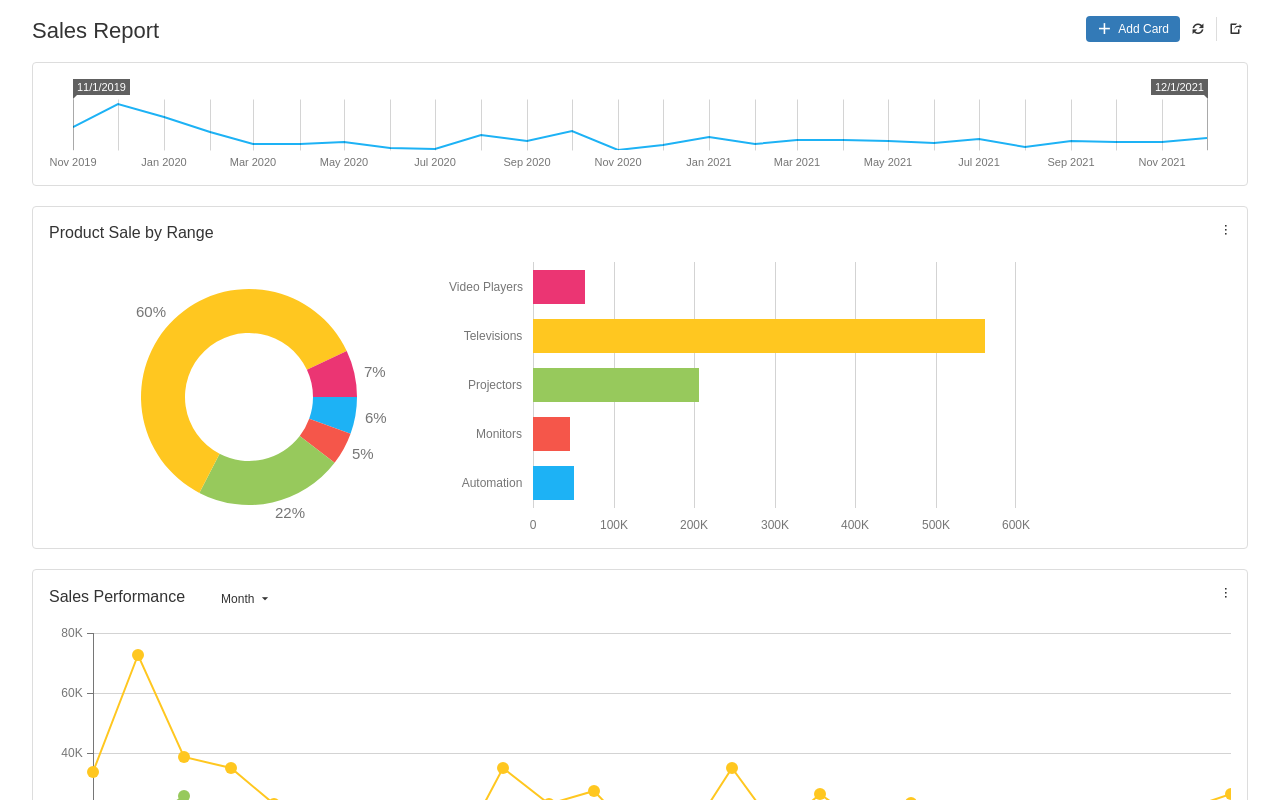 Sales Report
Add Card
11/1/2019 12/1/2021
Nov 2019 Jan 2020 Mar 2020 May 2020 Jul 2020 Sep 2020 Nov 2020 Jan 2021 Mar 2021 May 2021 Jul 2021 Sep 2021 Nov 2021
Product Sale by Range
60%
7%
6%
5%
22%
Video Players
Televisions
Projectors
Monitors
Automation
0 100K 200K 300K 400K 500K 600K
Sales Performance Month
80K
60K
40K